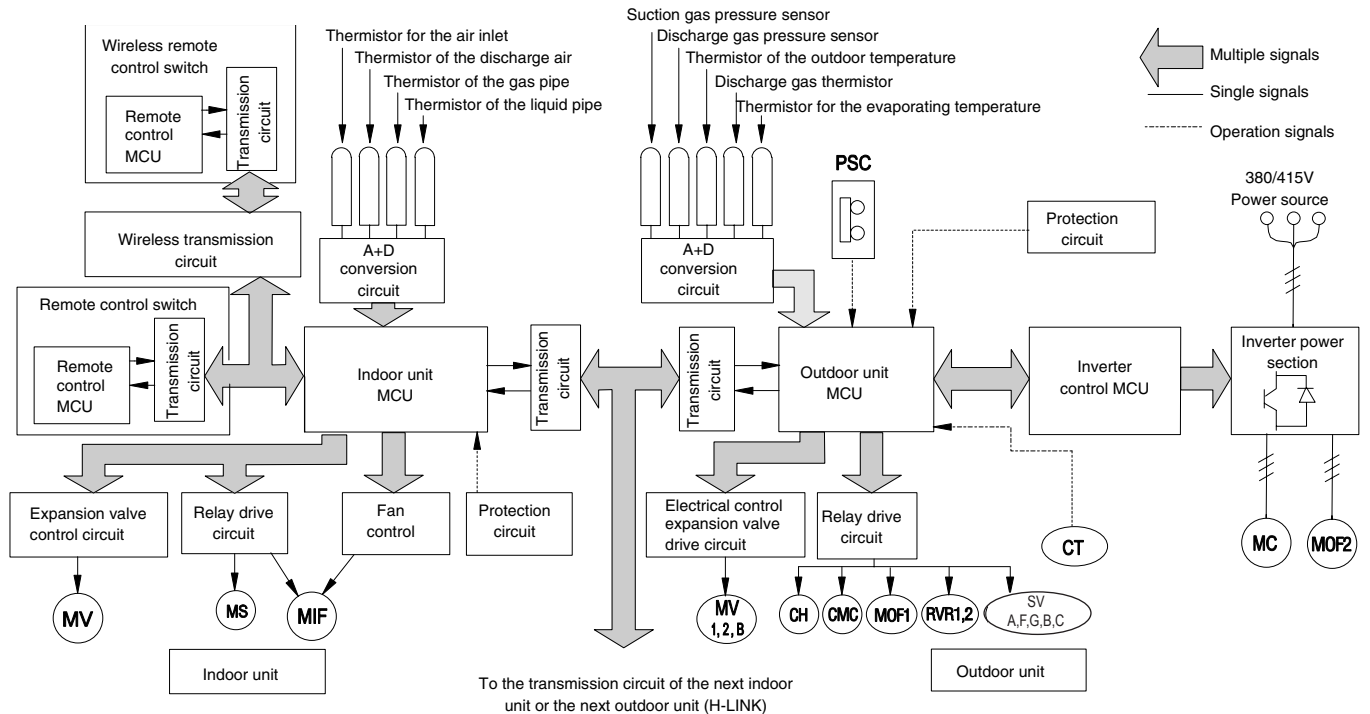 Wireless remote
control switch
Remote
control
MCU
Transmission
circuit
Thermistor for the air inlet
Thermistor of the discharge air
Thermistor of the gas pipe
Thermistor of the liquid pipe
Suction gas pressure sensor
Discharge gas pressure sensor
Thermistor of the outdoor temperature
Discharge gas thermistor
Thermistor for the evaporating temperature
Multiple signals
Single signals
Operation signals
PSC
380/415V
Power source
Wireless transmission
circuit
A+D
conversion
circuit
A+D
conversion
circuit
Protection
circuit
Remote control switch
Remote
control
MCU
Transmission
circuit
Indoor unit
MCU
Transmission
circuit
Transmission
circuit
Outdoor unit
MCU
Inverter
control MCU
Inverter power
section
Expansion valve
control circuit
Relay drive
circuit
Fan
control
Protection
circuit
Electrical control
expansion valve
drive circuit
Relay drive
circuit
CT
MC
MOF2
MV
MS
MIF
MV
1, 2, B
CH
CMC
MOF1
RVR1,2
SV
A,F,G,B,C
Indoor unit
Outdoor unit
To the transmission circuit of the next indoor
unit or the next outdoor unit (H-LINK)